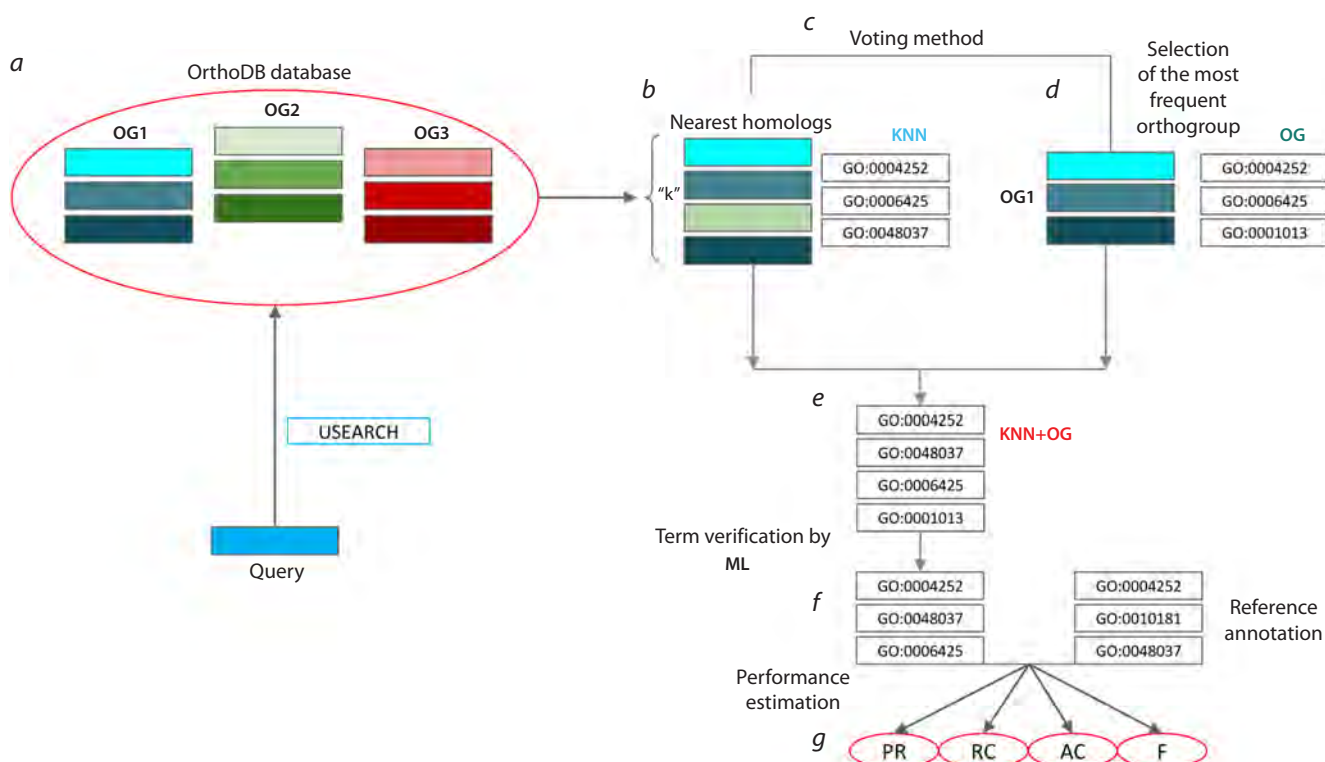 a
OrthoDB database
OG1
OG2
OG3
USEARCH
Query
b
Nearest homologs
"k"
KNN
GO:0004252
GO:0006425
GO:0048037
c
Voting method
d
Selection
of the most
frequent
orthogroup
OG1
OG
GO:0004252
GO:0006425
GO:0001013
e
GO:0004252
GO:0048037
GO:0006425
GO:0001013
KNN+OG
Term verification by
ML
f
GO:0004252
GO:0048037
GO:0006425
GO:0004252
GO:0010181
GO:0048037
Reference
annotation
Performance
estimation
g
PR
RC
AC
F